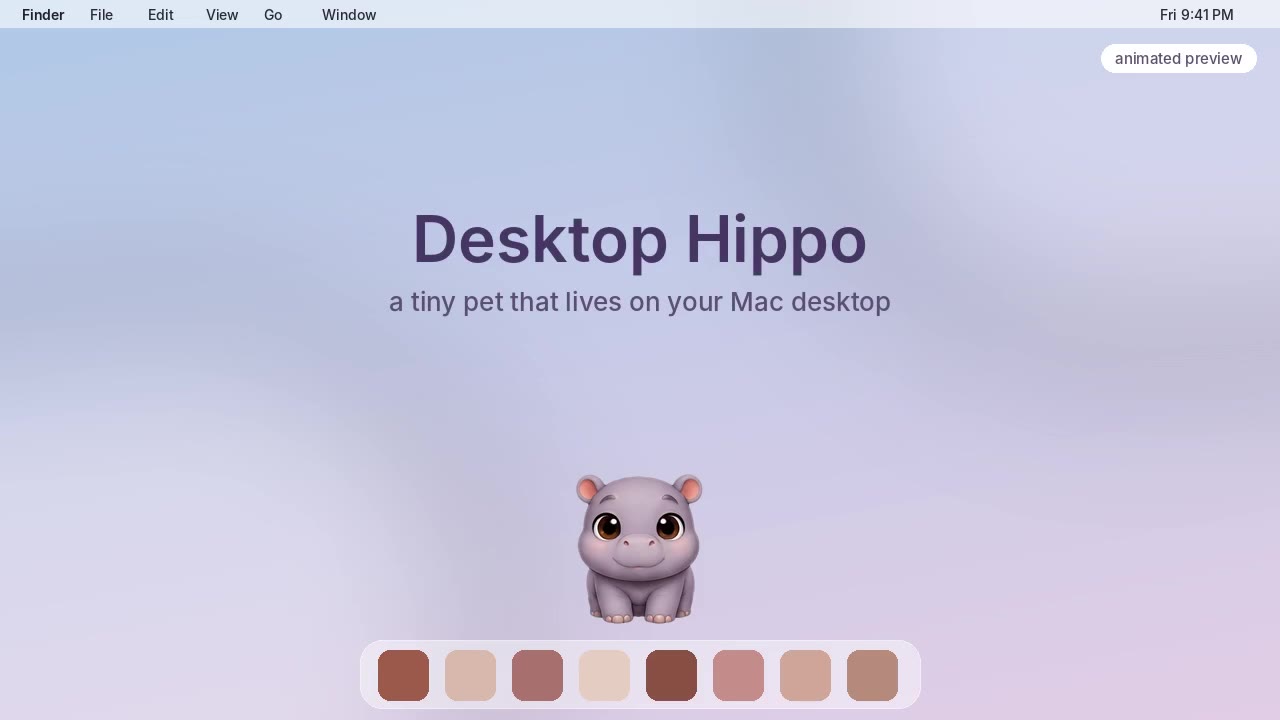 Finder File Edit View Go Window Fri 9:41 PM
animated preview
Desktop Hippo
a tiny pet that lives on your Mac desktop